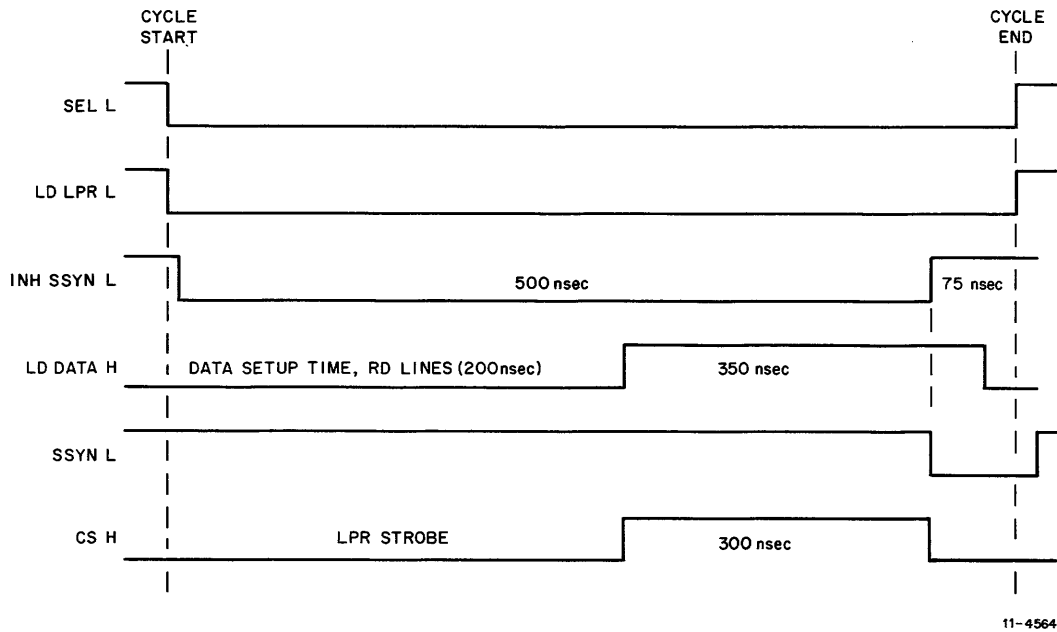 CYCLE START
CYCLE END
SEL L
LD LPR L
INH SSYN L
500 nsec
75 nsec
LD DATA H
DATA SETUP TIME, RD LINES (200nsec)
350 nsec
SSYN L
CS H
LPR STROBE
300 nsec
11-4564